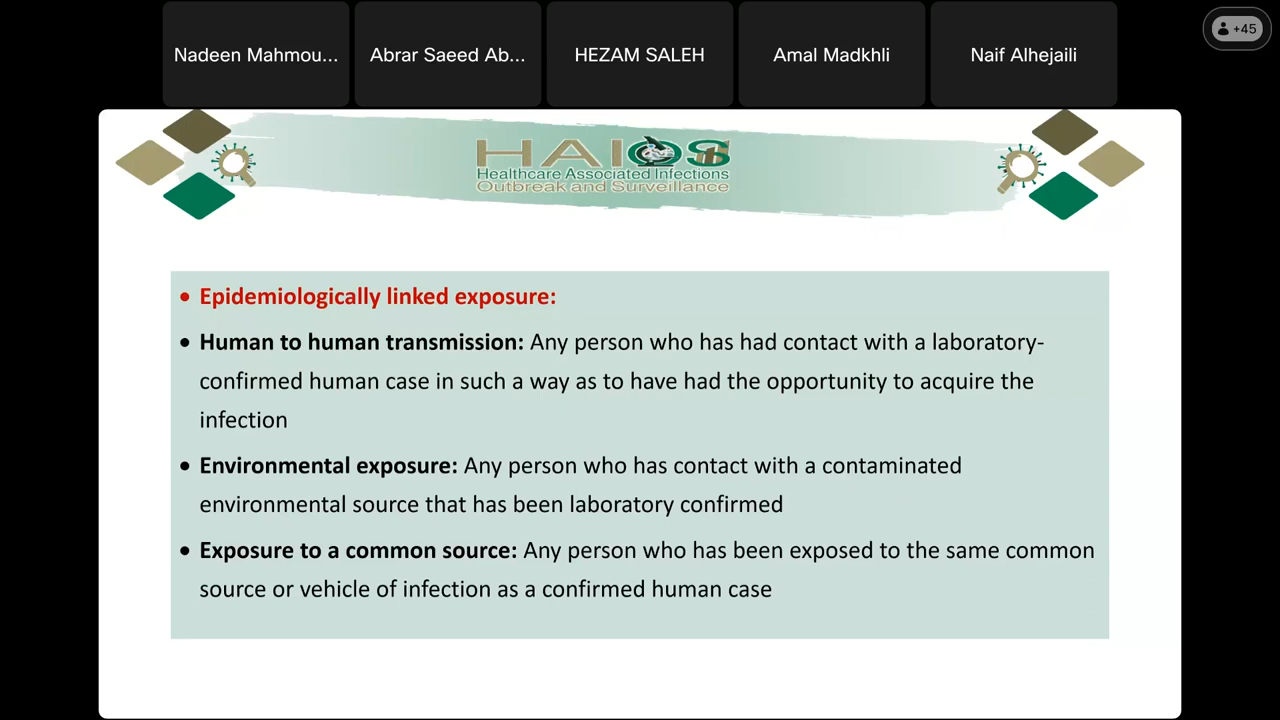 Nadeen Mahmou...
Abrar Saeed Ab...
HEZAM SALEH
Amal Madkhli
Naif Alhejaili
+45
HAIOS
Healthcare Associated Infections
Outbreak and Surveillance
• Epidemiologically linked exposure:
• Human to human transmission: Any person who has had contact with a laboratory-
confirmed human case in such a way as to have had the opportunity to acquire the
infection
• Environmental exposure: Any person who has contact with a contaminated
environmental source that has been laboratory confirmed
• Exposure to a common source: Any person who has been exposed to the same common
source or vehicle of infection as a confirmed human case